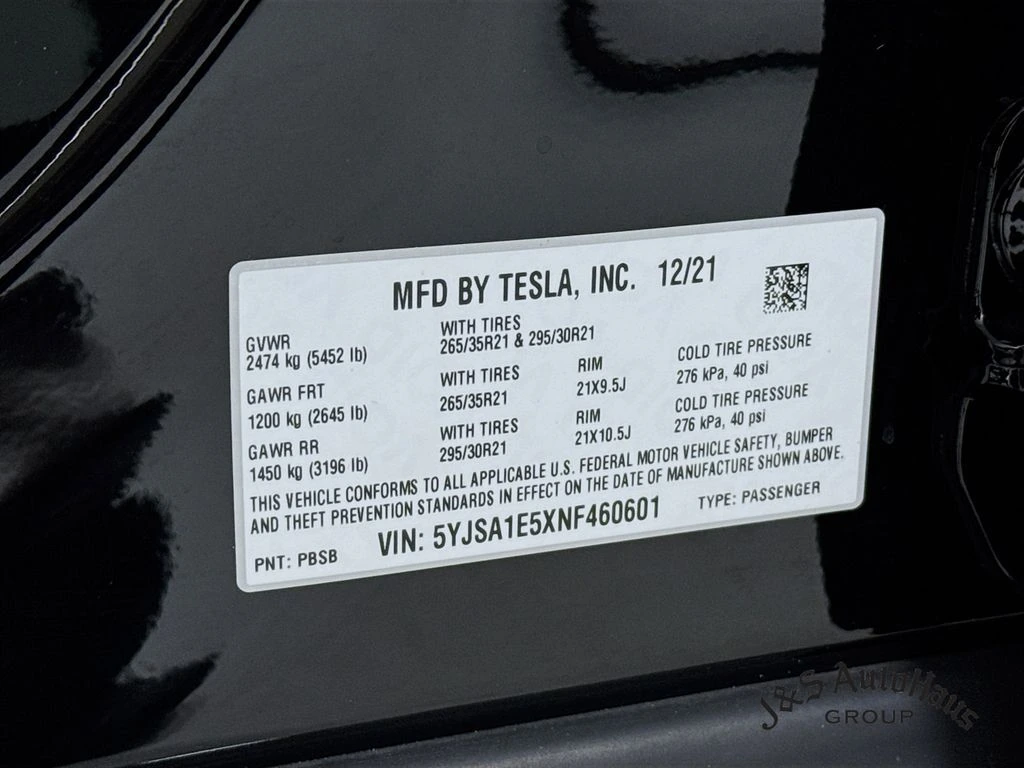 MFD BY TESLA, INC. 12/21
GVWR
2474 kg (5452 lb)
WITH TIRES
265/35R21 & 295/30R21
GAWR FRT
1200 kg (2645 lb)
WITH TIRES
265/35R21
RIM
21X9.5J
COLD TIRE PRESSURE
276 kPa, 40 psi
GAWR RR
1450 kg (3196 lb)
WITH TIRES
295/30R21
RIM
21X10.5J
COLD TIRE PRESSURE
276 kPa, 40 psi
THIS VEHICLE CONFORMS TO ALL APPLICABLE U.S. FEDERAL MOTOR VEHICLE SAFETY, BUMPER
AND THEFT PREVENTION STANDARDS IN EFFECT ON THE DATE OF MANUFACTURE SHOWN ABOVE.
PNT: PBSB VIN: 5YJSA1E5XNF460601 TYPE: PASSENGER
J&S AutoHaus
GROUP